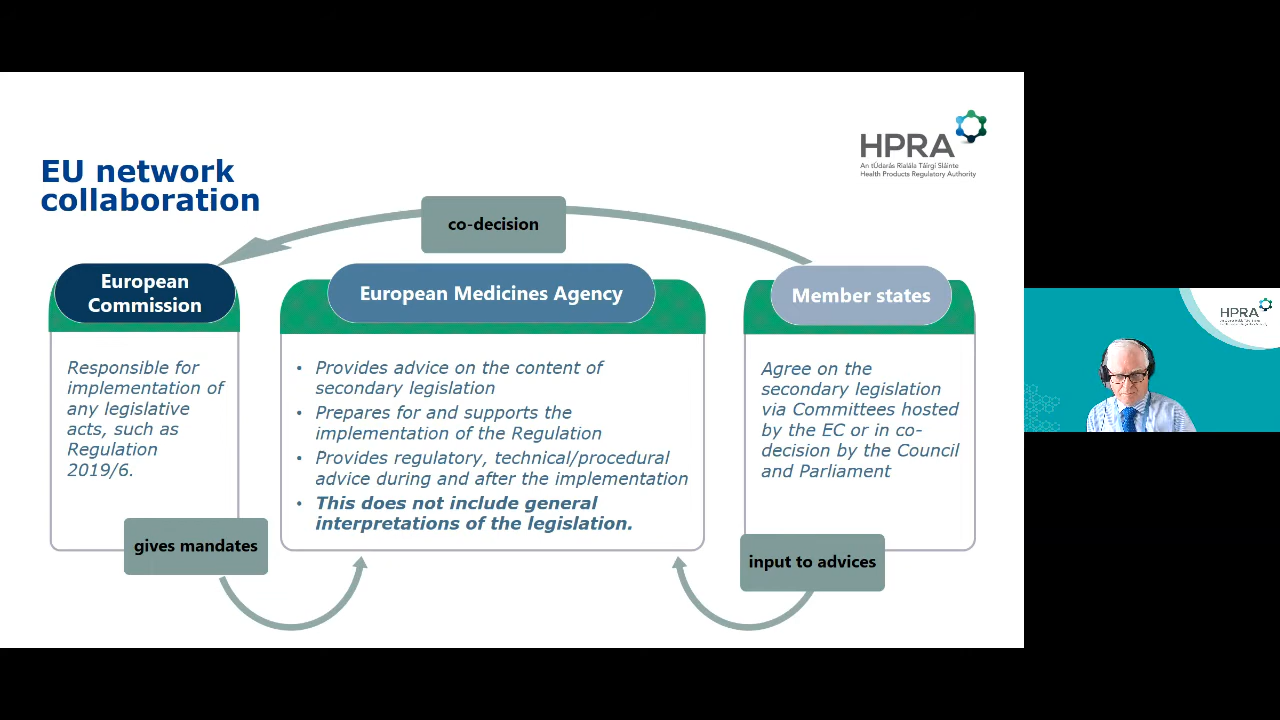 HPRA
An tÚdarás Rialála Táirgí Sláinte
Health Products Regulatory Authority
EU network
collaboration
co-decision
European
Commission
Responsible for
implementation of
any legislative
acts, such as
Regulation
2019/6.
gives mandates
European Medicines Agency
• Provides advice on the content of
secondary legislation
• Prepares for and supports the
implementation of the Regulation
• Provides regulatory, technical/procedural
advice during and after the implementation
• This does not include general
interpretations of the legislation.
Member states
Agree on the
secondary legislation
via Committees hosted
by the EC or in co-
decision by the Council
and Parliament
input to advices
HPRA